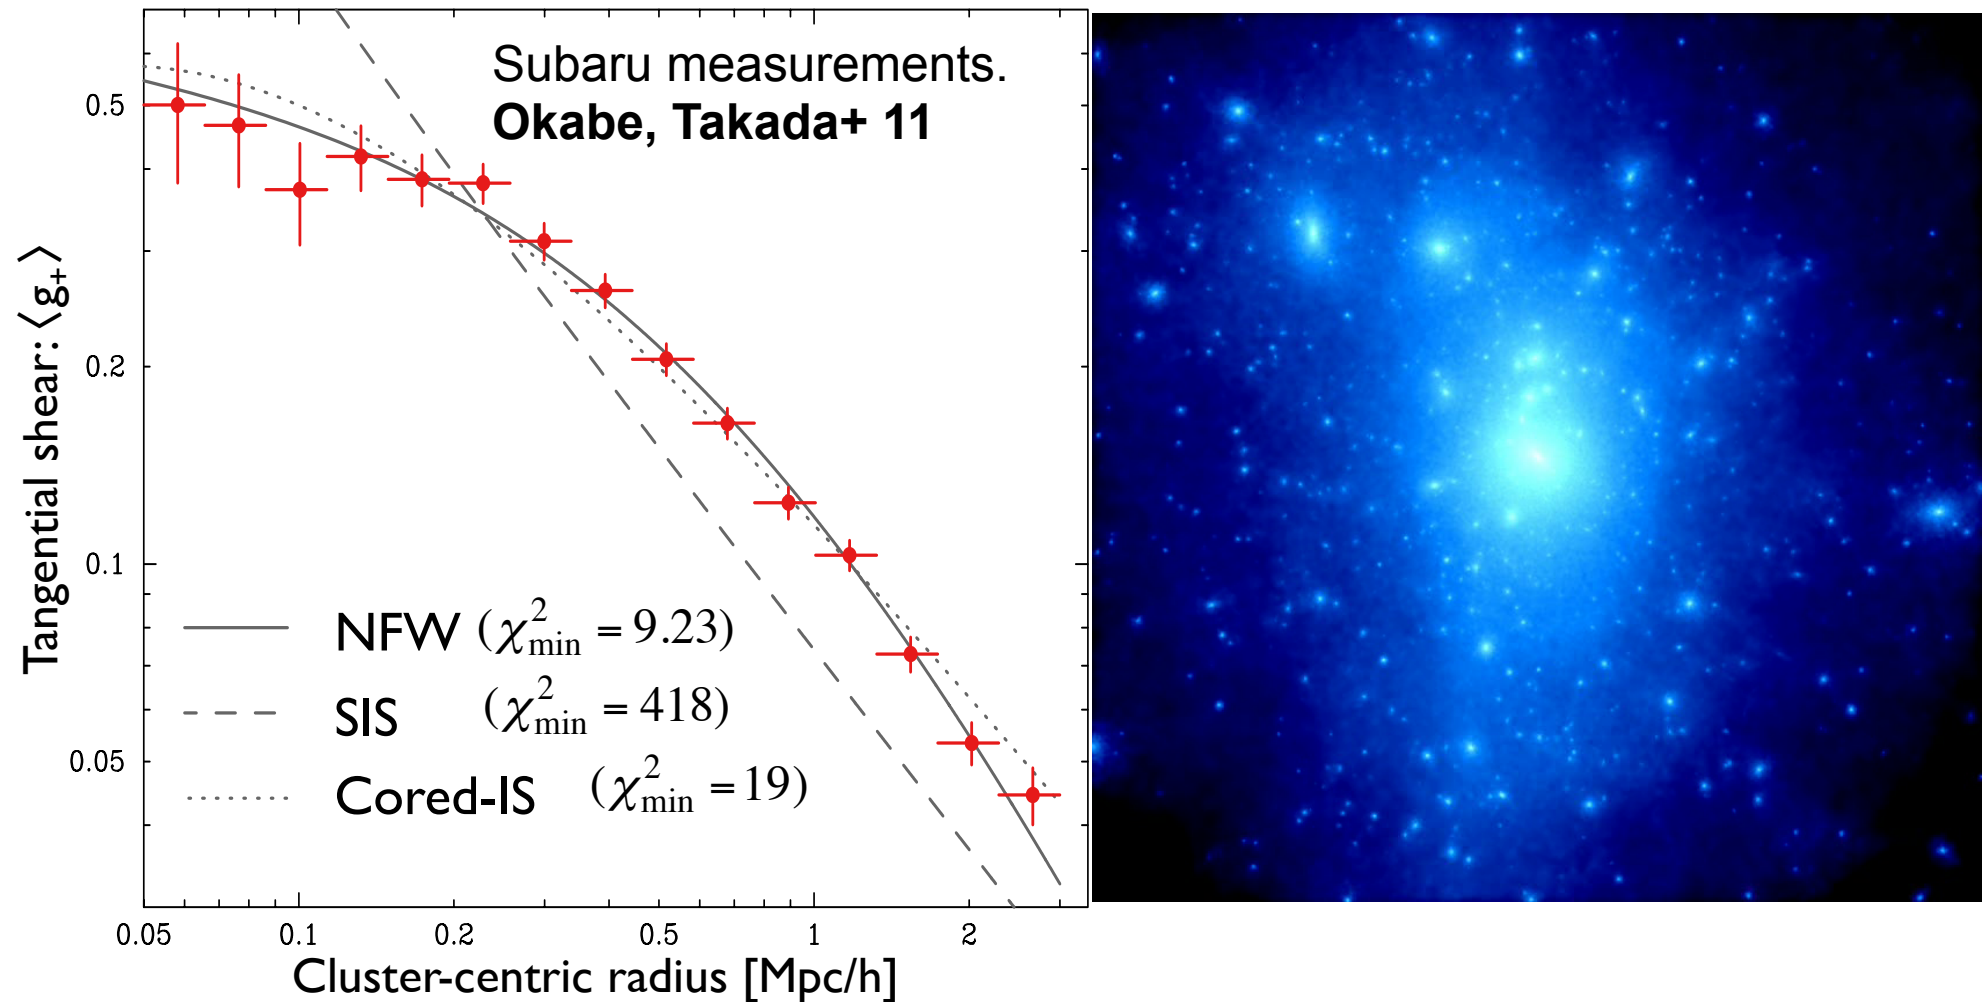 Subaru measurements.
Okabe, Takada+ 11
Tangential shear: ⟨g₊⟩
0.5
0.2
0.1
0.05
NFW (χ²min = 9.23)
SIS (χ²min = 418)
Cored-IS (χ²min = 19)
0.05 0.1 0.2 0.5 1 2
Cluster-centric radius [Mpc/h]